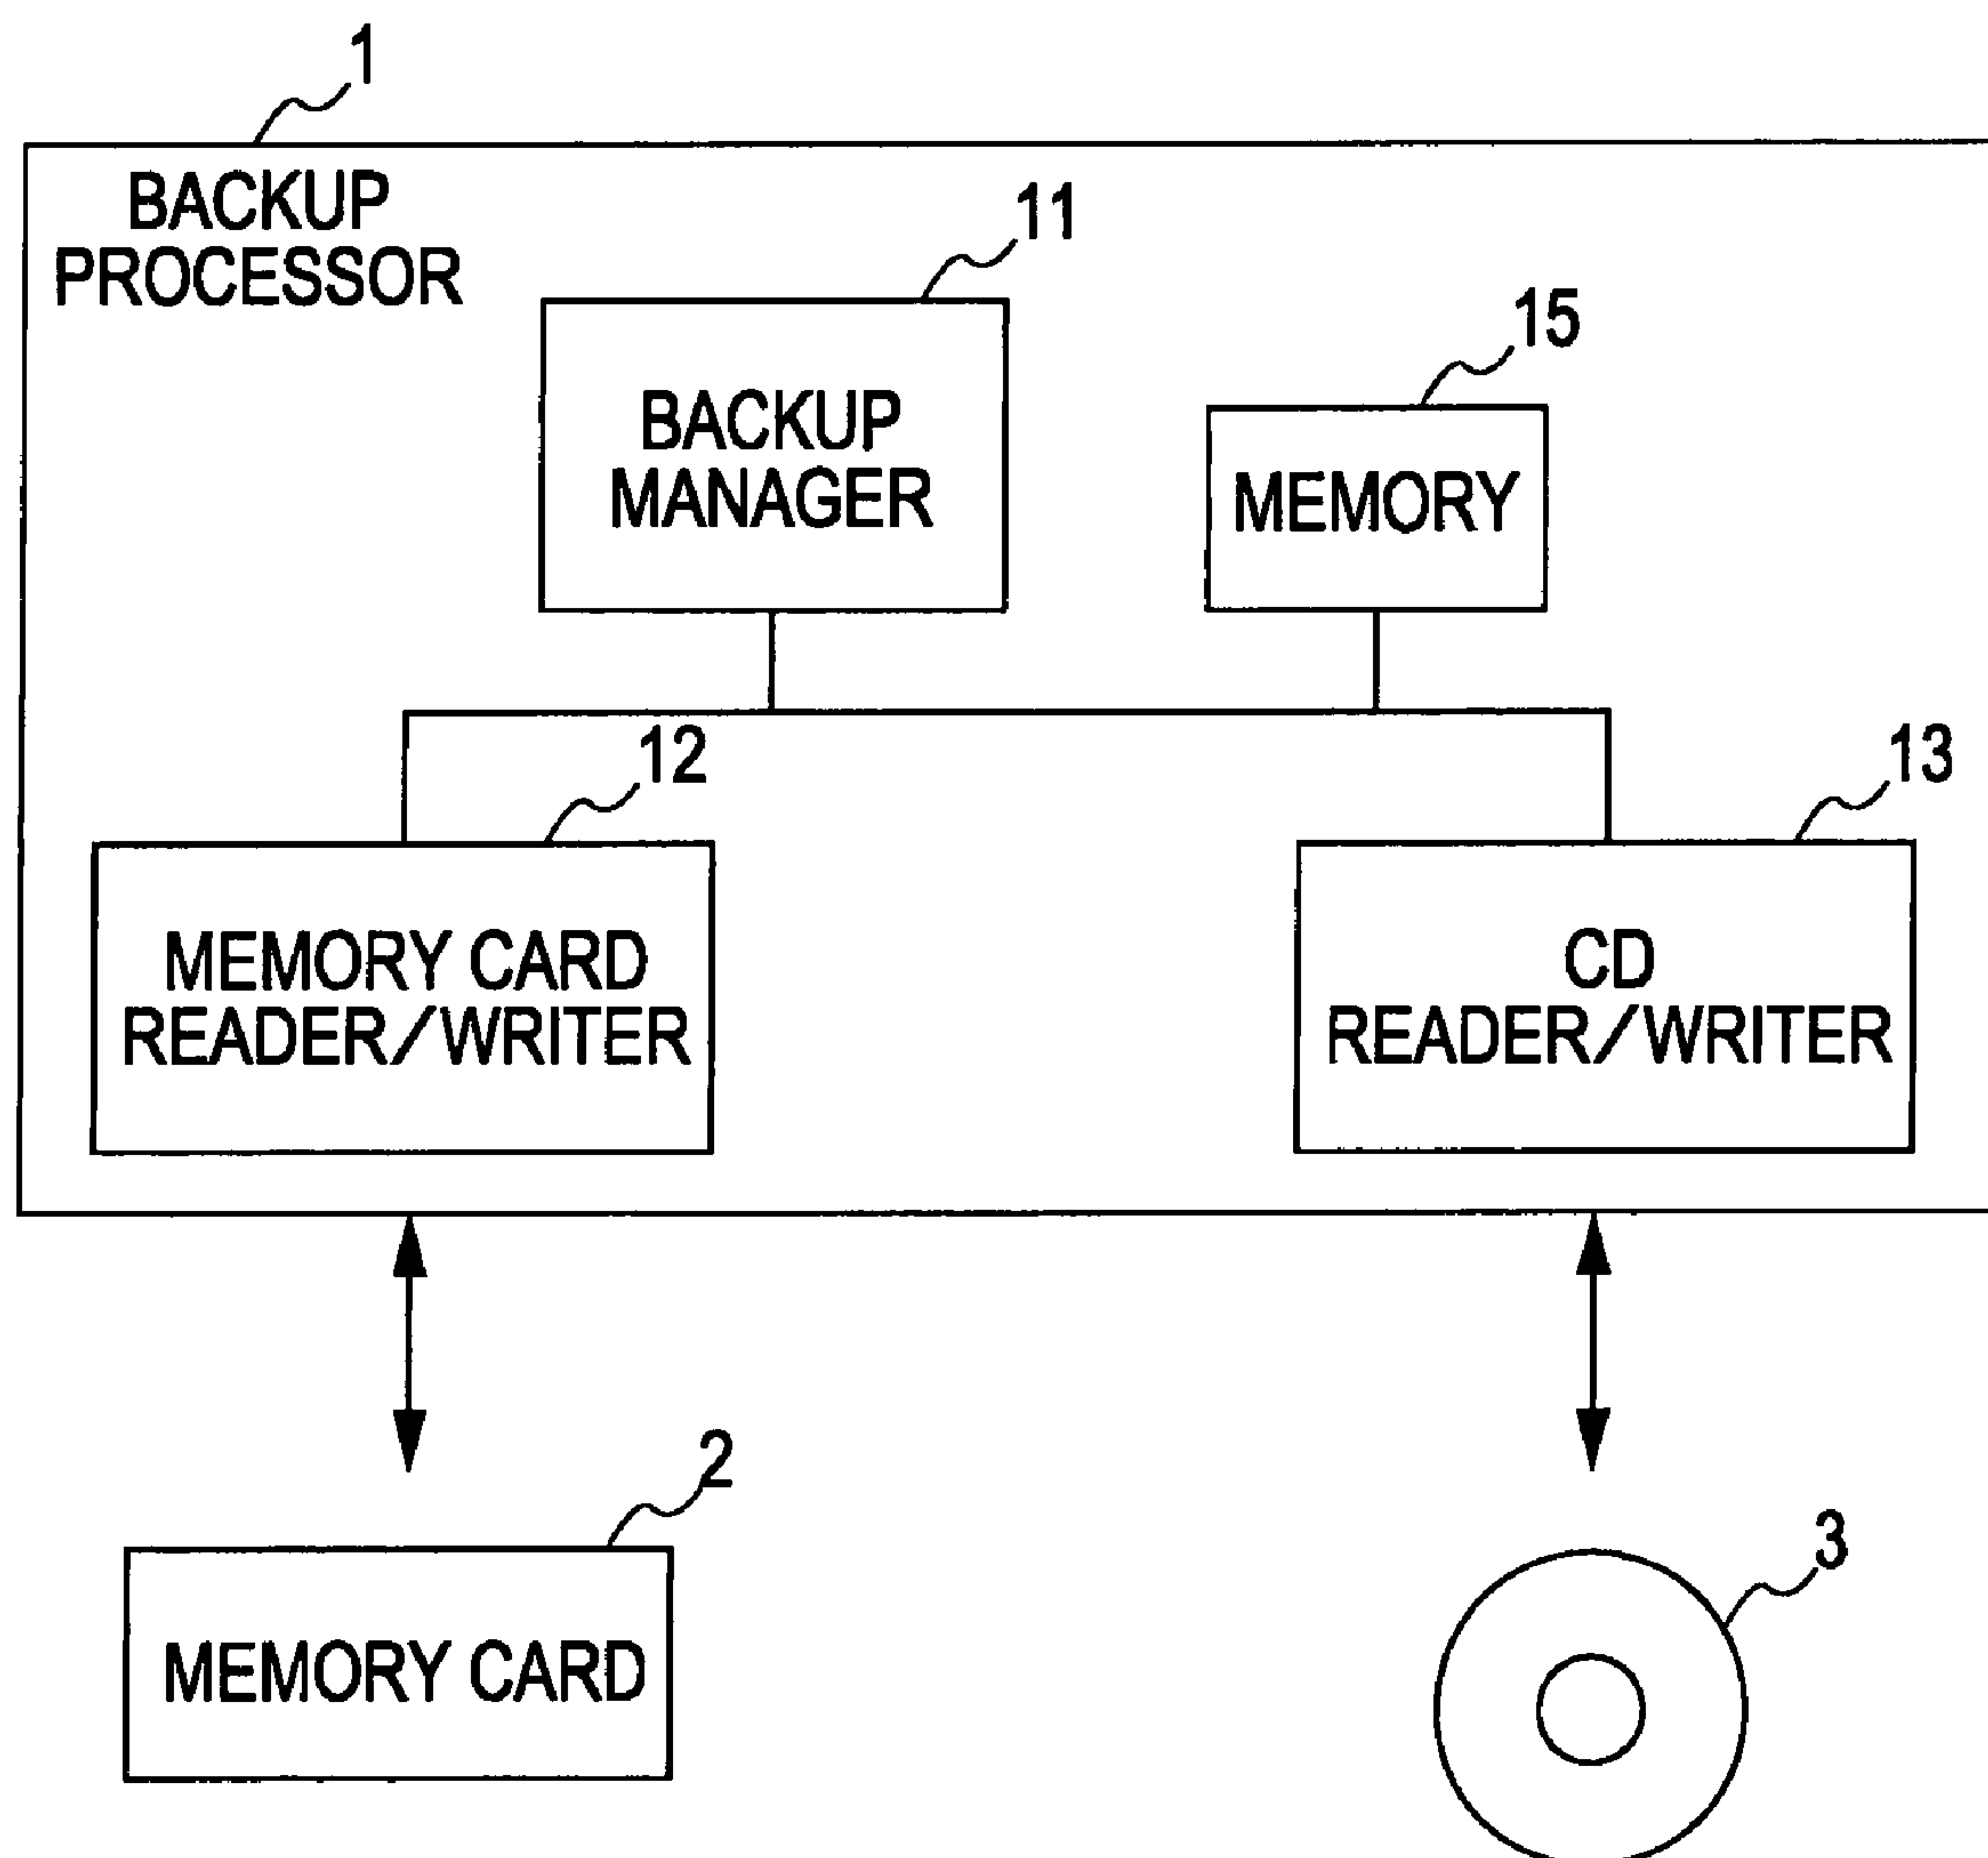 1
BACKUP
PROCESSOR
11
BACKUP
MANAGER
15
MEMORY
12
MEMORY CARD
READER/WRITER
13
CD
READER/WRITER
2
MEMORY CARD
3